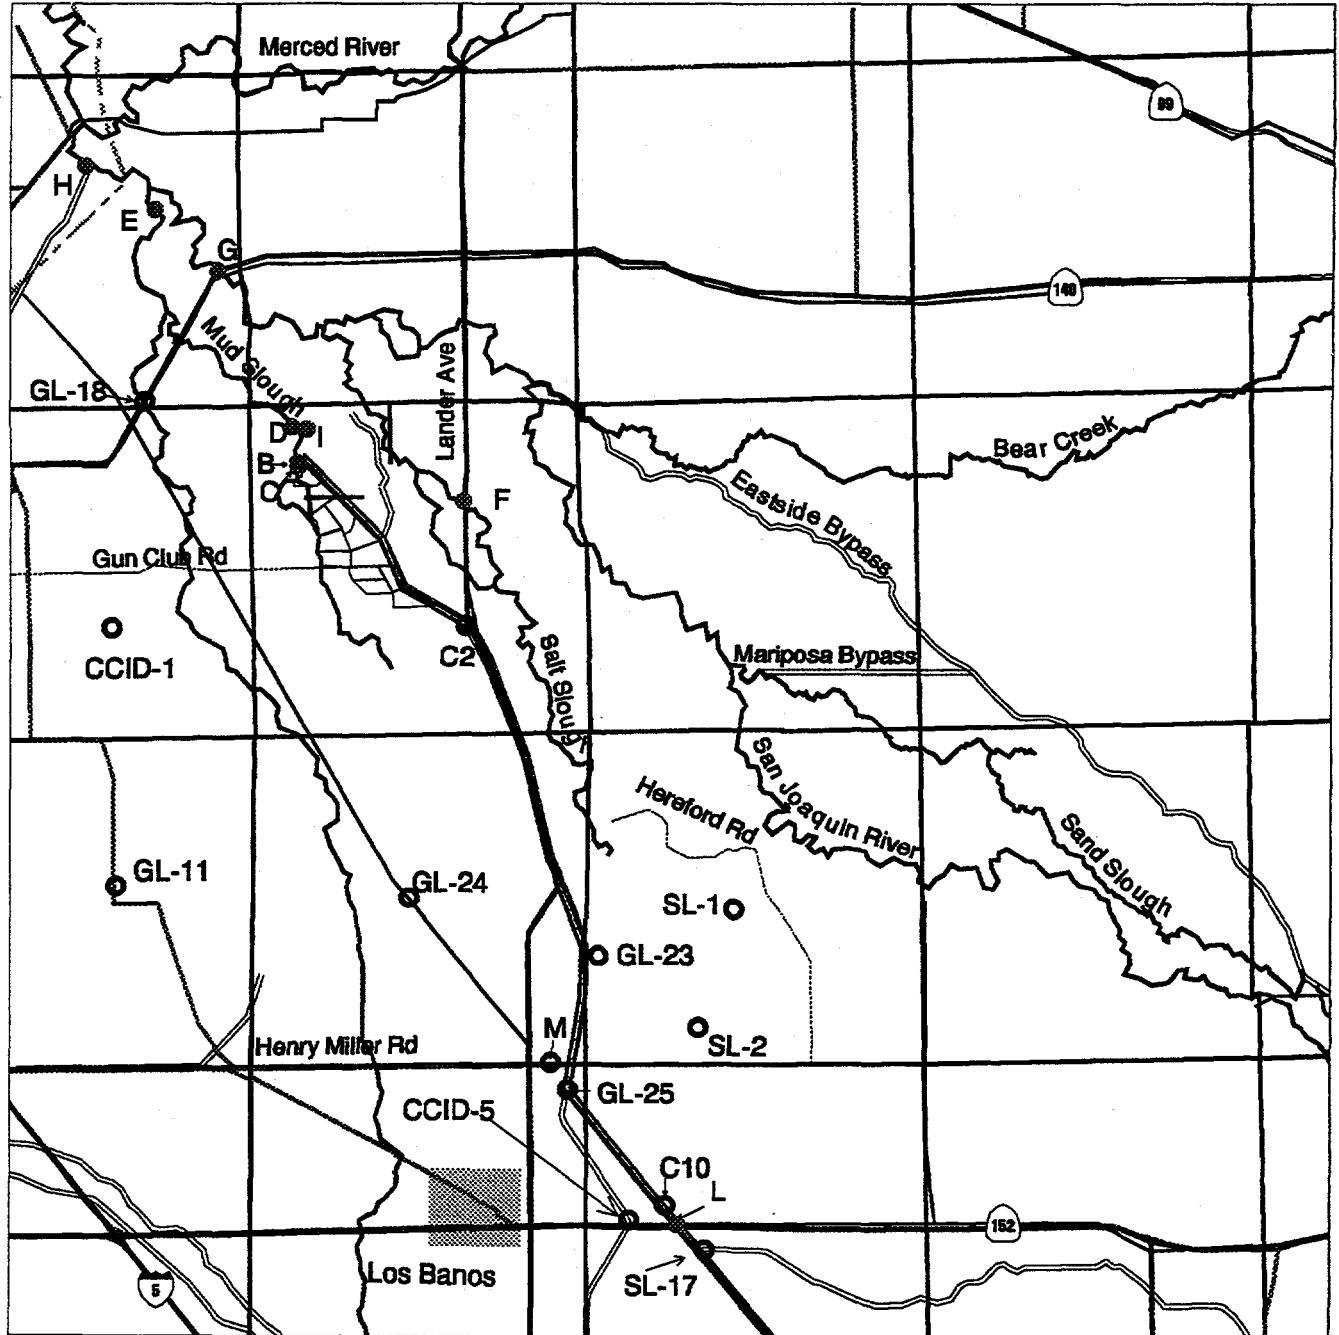 Merced River
99
H
E
G
140
Mud Slough
Lander Ave
GL-18
D I
Bear Creek
B
C
F
Eastside Bypass
Gun Club Rd
CCID-1
C2
Salt Slough
Mariposa Bypass
San Joaquin River
Hereford Rd
Sand Slough
GL-11
GL-24
SL-1
GL-23
M
SL-2
Henry Miller Rd
GL-25
CCID-5
C10
L
152
Los Banos
SL-17
5